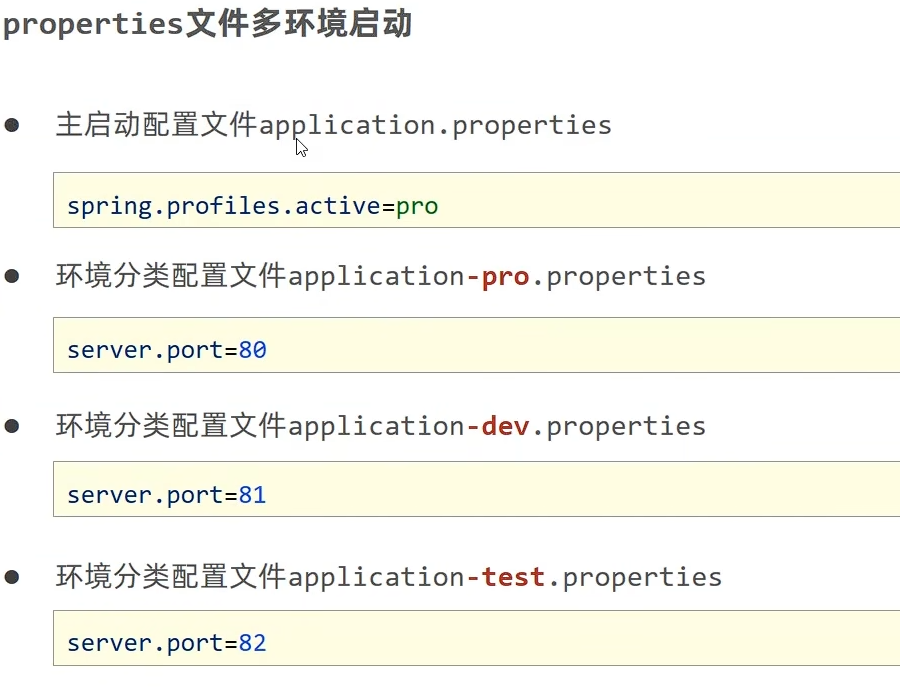 properties文件多环境启动
● 主启动配置文件application.properties
spring.profiles.active=pro
● 环境分类配置文件application-pro.properties
server.port=80
● 环境分类配置文件application-dev.properties
server.port=81
● 环境分类配置文件application-test.properties
server.port=82